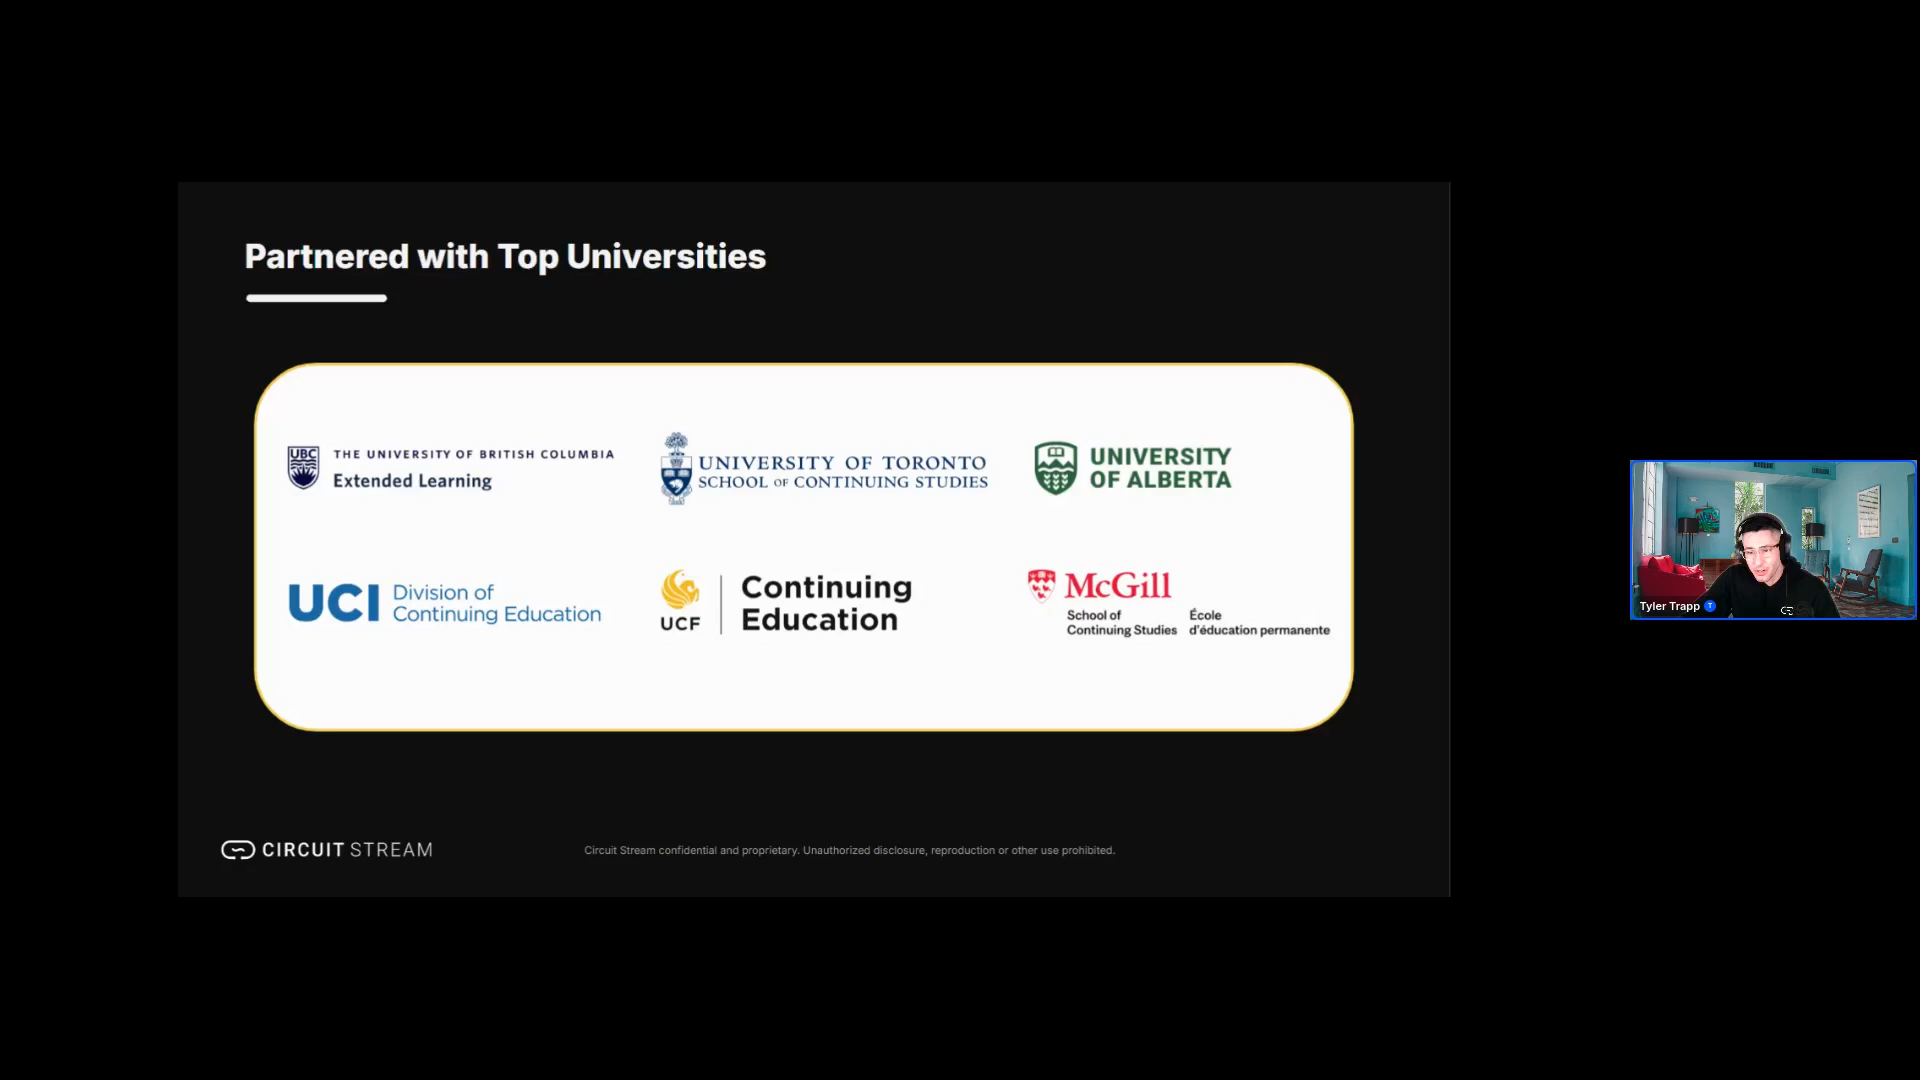 Partnered with Top Universities
UBC
THE UNIVERSITY OF BRITISH COLUMBIA
Extended Learning
UNIVERSITY OF TORONTO
SCHOOL OF CONTINUING STUDIES
UNIVERSITY
OF ALBERTA
UCI
Division of
Continuing Education
UCF
Continuing
Education
McGill
School of
Continuing Studies
École
d'éducation permanente
CIRCUIT STREAM
Circuit Stream confidential and proprietary. Unauthorized disclosure, reproduction or other use prohibited.
Tyler Trapp
T